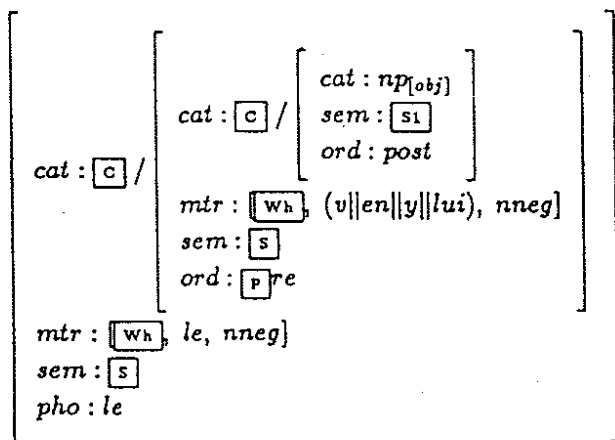 cat : np[obj]
cat : C / sem : S1
ord : post
cat : C /
mtr : [Wh, (v||en||y||lui), nneg]
sem : S
ord : Pre
mtr : [Wh, le, nneg]
sem : S
pho : le